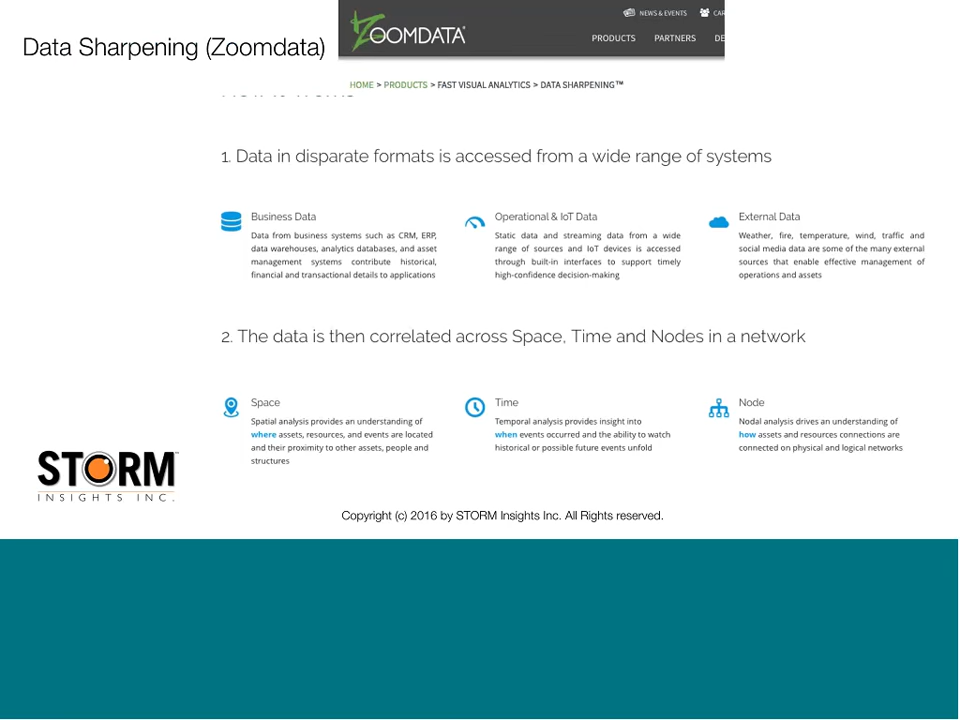 Data Sharpening (Zoomdata)
ZOOMDATA
NEWS & EVENTS
PRODUCTS PARTNERS
HOME > PRODUCTS > FAST VISUAL ANALYTICS > DATA SHARPENING™
1. Data in disparate formats is accessed from a wide range of systems
Business Data
Data from business systems such as CRM, ERP,
data warehouses, analytics databases, and asset
management systems contribute historical,
financial and transactional details to applications
Operational & IoT Data
Static data and streaming data from a wide
range of sources and IoT devices is accessed
through built-in interfaces to support timely
high-confidence decision-making
External Data
Weather, fire, temperature, wind, traffic and
social media data are some of the many external
sources that enable effective management of
operations and assets
2. The data is then correlated across Space, Time and Nodes in a network
Space
Spatial analysis provides an understanding of
where assets, resources, and events are located
and their proximity to other assets, people and
structures
Time
Temporal analysis provides insight into
when events occurred and the ability to watch
historical or possible future events unfold
Node
Nodal analysis drives an understanding of
how assets and resources connections are
connected on physical and logical networks
STORM™
INSIGHTS INC.
Copyright (c) 2016 by STORM Insights Inc. All Rights reserved.